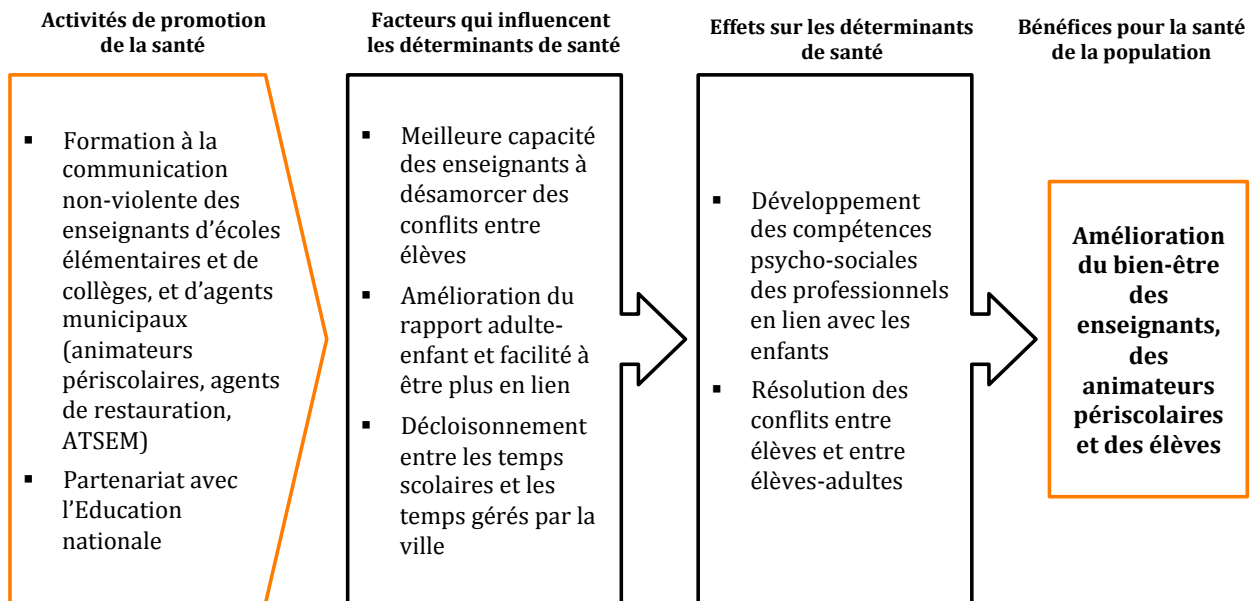 Activités de promotion
de la santé
Facteurs qui influencent
les déterminants de santé
Effets sur les déterminants
de santé
Bénéfices pour la santé
de la population
▪ Formation à la
communication
non-violente des
enseignants d’écoles
élémentaires et de
collèges, et d’agents
municipaux
(animateurs
périscolaires, agents
de restauration,
ATSEM)
▪ Partenariat avec
l’Education
nationale
▪ Meilleure capacité
des enseignants à
désamorcer des
conflits entre
élèves
▪ Amélioration du
rapport adulte-
enfant et facilité à
être plus en lien
▪ Décloisonnement
entre les temps
scolaires et les
temps gérés par la
ville
▪ Développement
des compétences
psycho-sociales
des professionnels
en lien avec les
enfants
▪ Résolution des
conflits entre
élèves et entre
élèves-adultes
Amélioration
du bien-être
des
enseignants,
des
animateurs
périscolaires
et des élèves